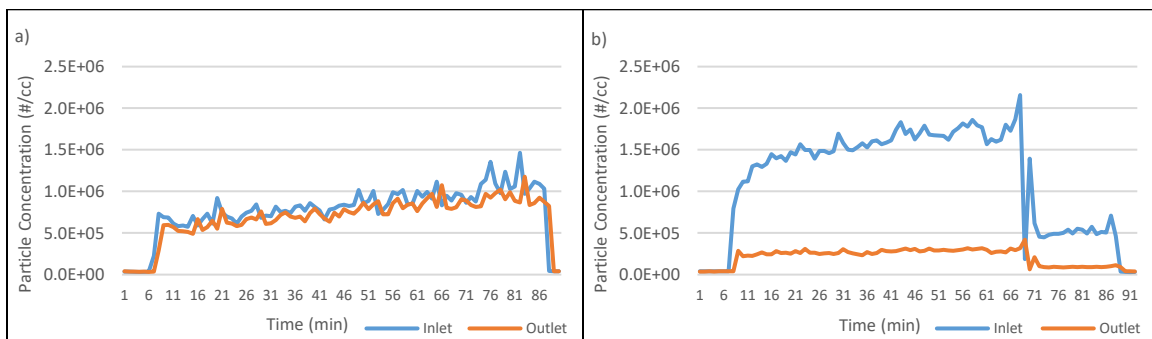 a)
Particle Concentration (#/cc)
2.5E+06
2.0E+06
1.5E+06
1.0E+06
5.0E+05
0.0E+00
1 6 11 16 21 26 31 36 41 46 51 56 61 66 71 76 81 86
Time (min)
Inlet Outlet
b)
Particle Concentration (#/cc)
2.5E+06
2.0E+06
1.5E+06
1.0E+06
5.0E+05
0.0E+00
1 6 11 16 21 26 31 36 41 46 51 56 61 66 71 76 81 86 91
Time (min)
Inlet Outlet